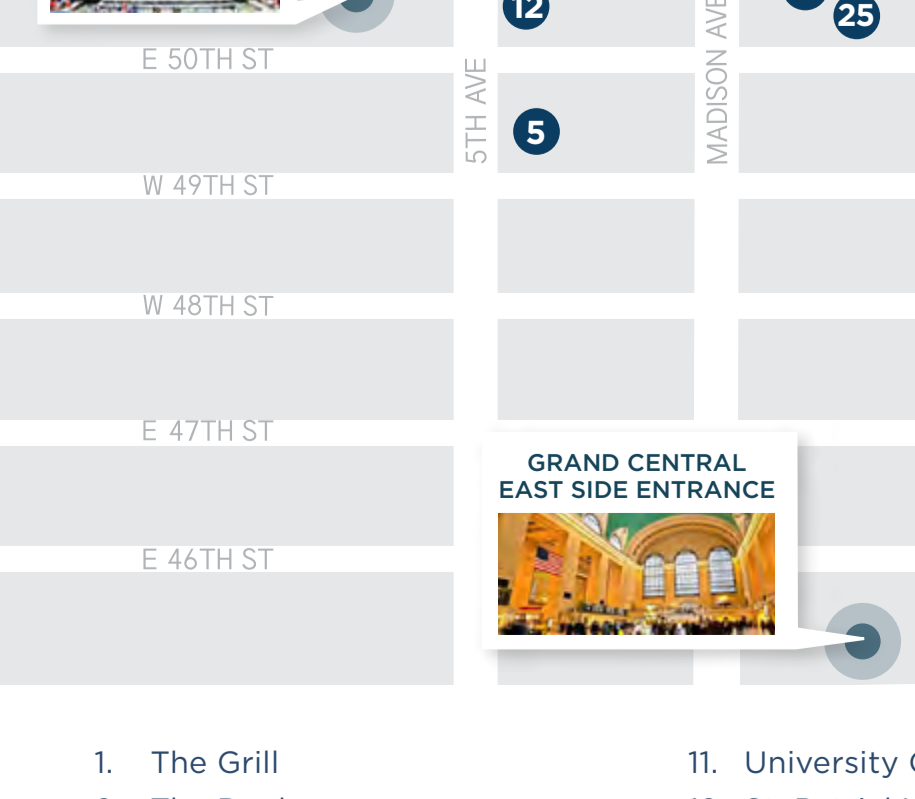 12
25
E 50TH ST
5TH AVE
MADISON AVE
5
W 49TH ST
W 48TH ST
E 47TH ST
GRAND CENTRAL
EAST SIDE ENTRANCE
E 46TH ST
1. The Grill
11. University